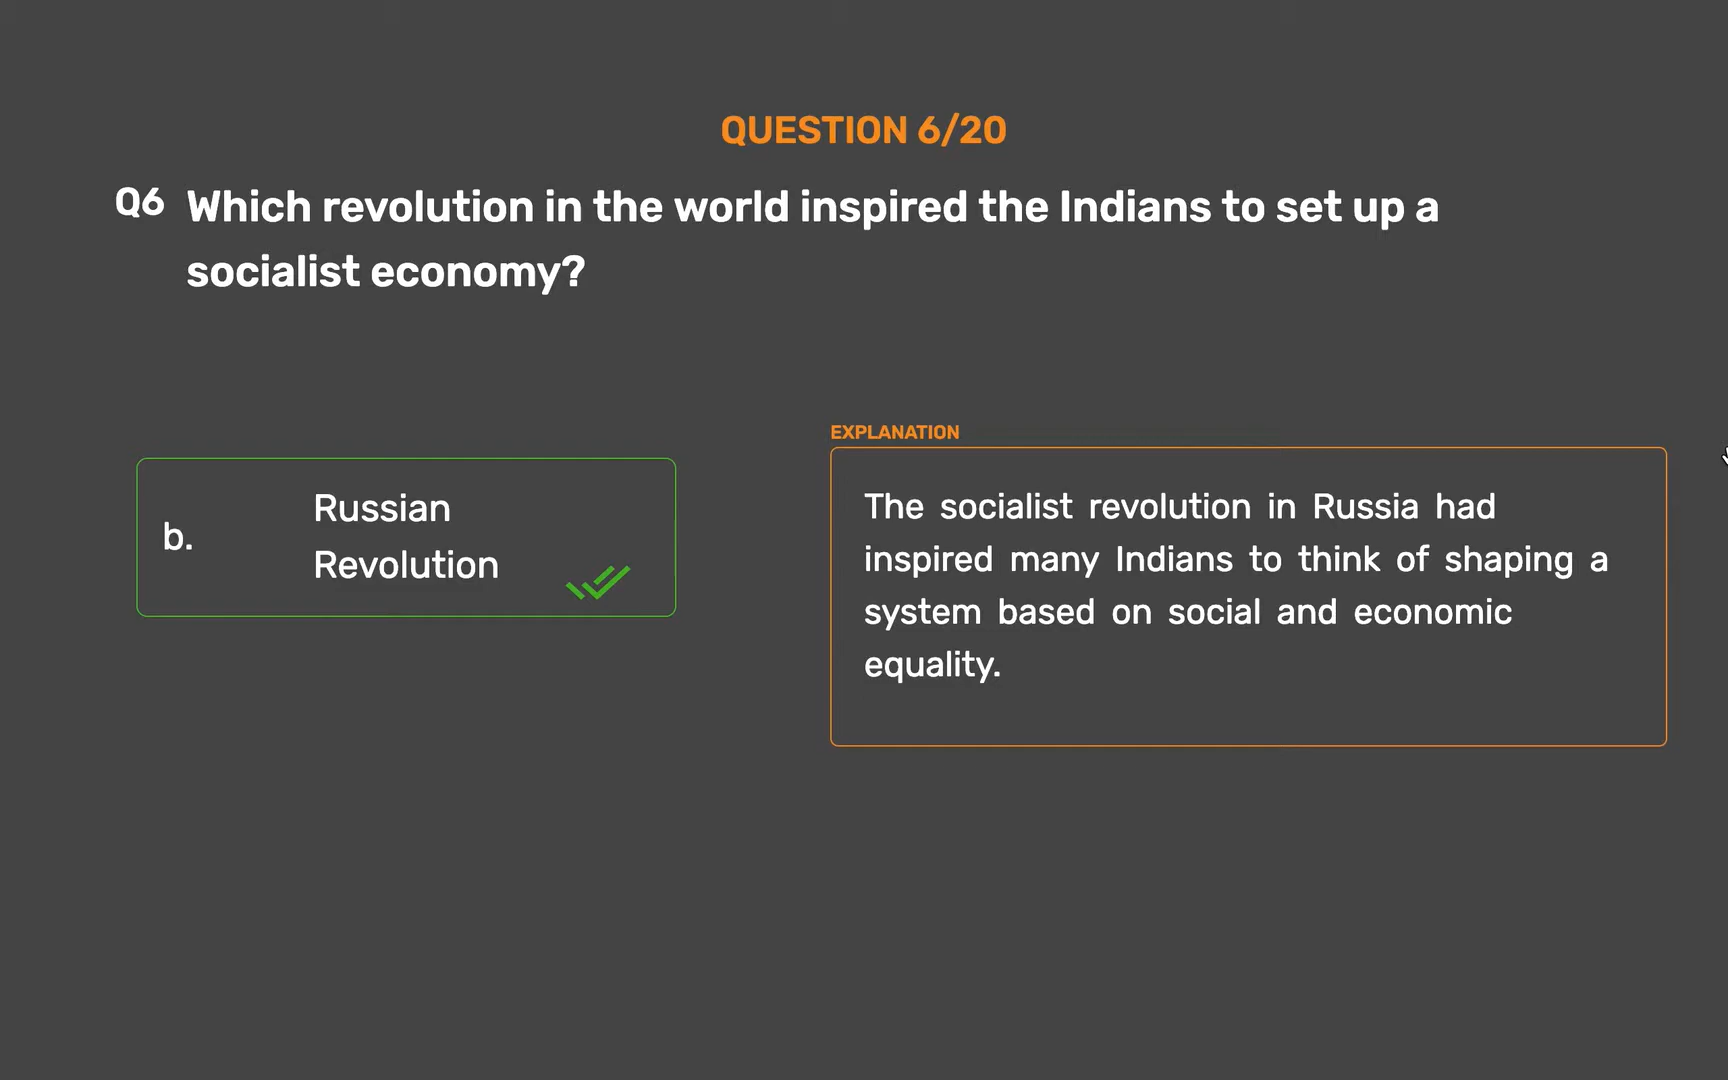 QUESTION 6/20
Q6 Which revolution in the world inspired the Indians to set up a
socialist economy?
b. Russian
Revolution
EXPLANATION
The socialist revolution in Russia had
inspired many Indians to think of shaping a
system based on social and economic
equality.